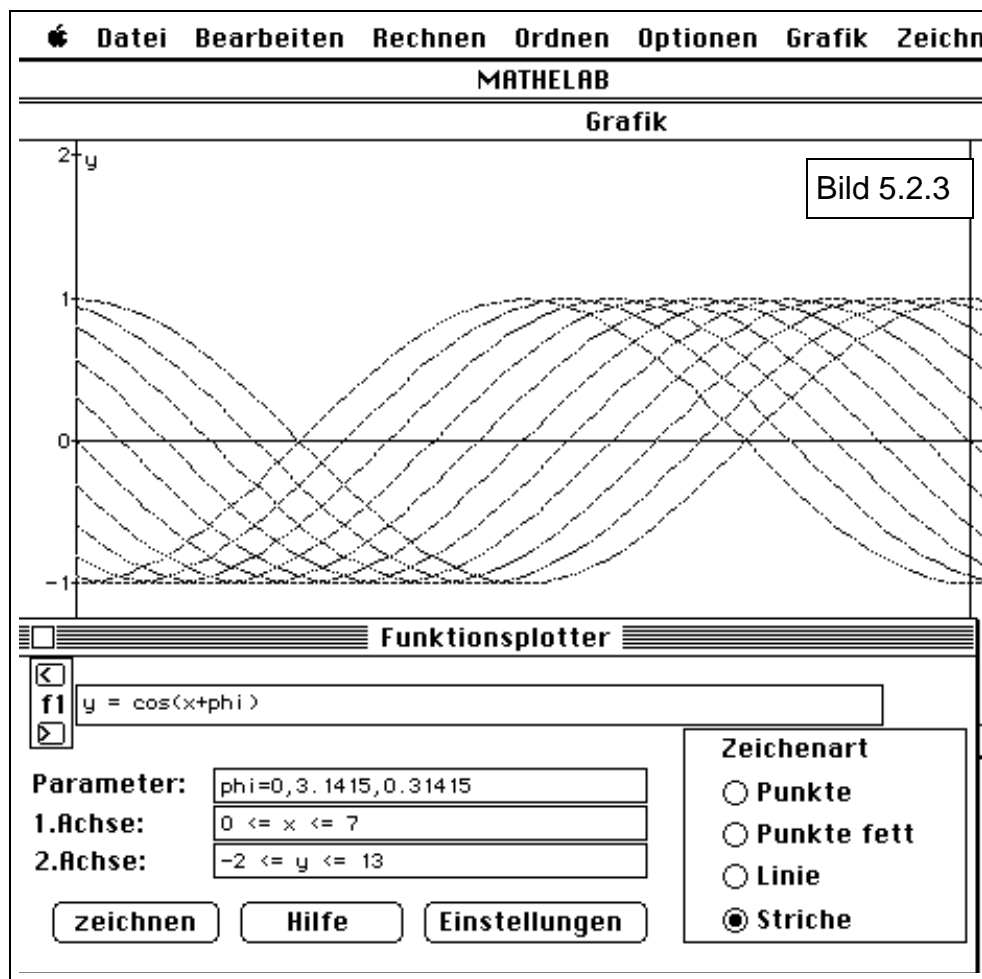 Datei Bearbeiten Rechnen Ordnen Optionen Grafik Zeichn
MATHELAB
Grafik
2
y
Bild 5.2.3
1
0
-1
Funktionsplotter
<
f1
y = cos(x+phi)
>
Parameter:
phi=0,3.1415,0.31415
1.Achse:
0 <= x <= 7
2.Achse:
-2 <= y <= 13
zeichnen
Hilfe
Einstellungen
Zeichenart
Punkte
Punkte fett
Linie
Striche